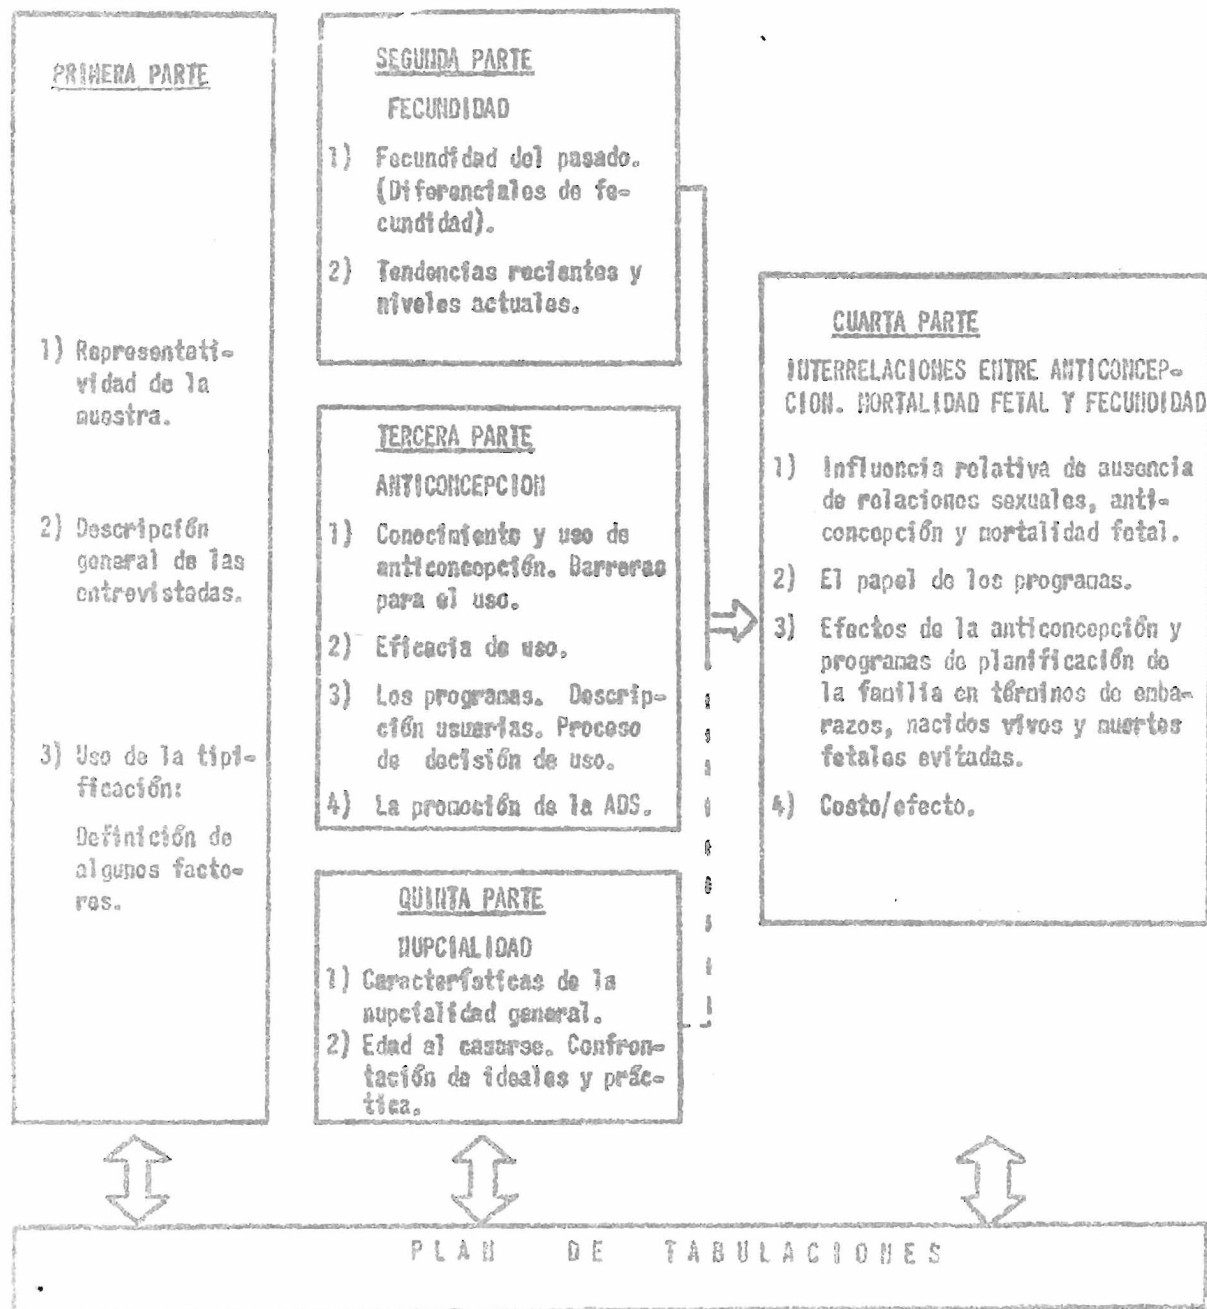 PRIMERA PARTE
1) Representati-
vidad de la
muestra.
2) Descripción
general de las
entrevistadas.
3) Uso de la tipi-
ficación:
Definición de
algunos facto-
res.
SEGUNDA PARTE
FECUNDIDAD
1) Fecundidad del pasado.
(Diferenciales de fe-
cundidad).
2) Tendencias recientes y
niveles actuales.
TERCERA PARTE
ANTICONCEPCION
1) Conocimiento y uso de
anticoncepción. Barreras
para el uso.
2) Eficacia de uso.
3) Los programas. Descrip-
ción usuarias. Proceso
de decisión de uso.
4) La promoción de la ADS.
QUINTA PARTE
NUPCIALIDAD
1) Características de la
nupcialidad general.
2) Edad al casarse. Confron-
tación de ideales y prác-
tica.
CUARTA PARTE
INTERRELACIONES ENTRE ANTICONCEP-
CION. MORTALIDAD FETAL Y FECUNDIDAD
1) Influencia relativa de ausencia
de relaciones sexuales, anti-
concepción y mortalidad fetal.
2) El papel de los programas.
3) Efectos de la anticoncepción y
programas de planificación de
la familia en términos de emba-
razos, nacidos vivos y muertes
fetales evitadas.
4) Costo/efecto.
PLAN DE TABULACIONES